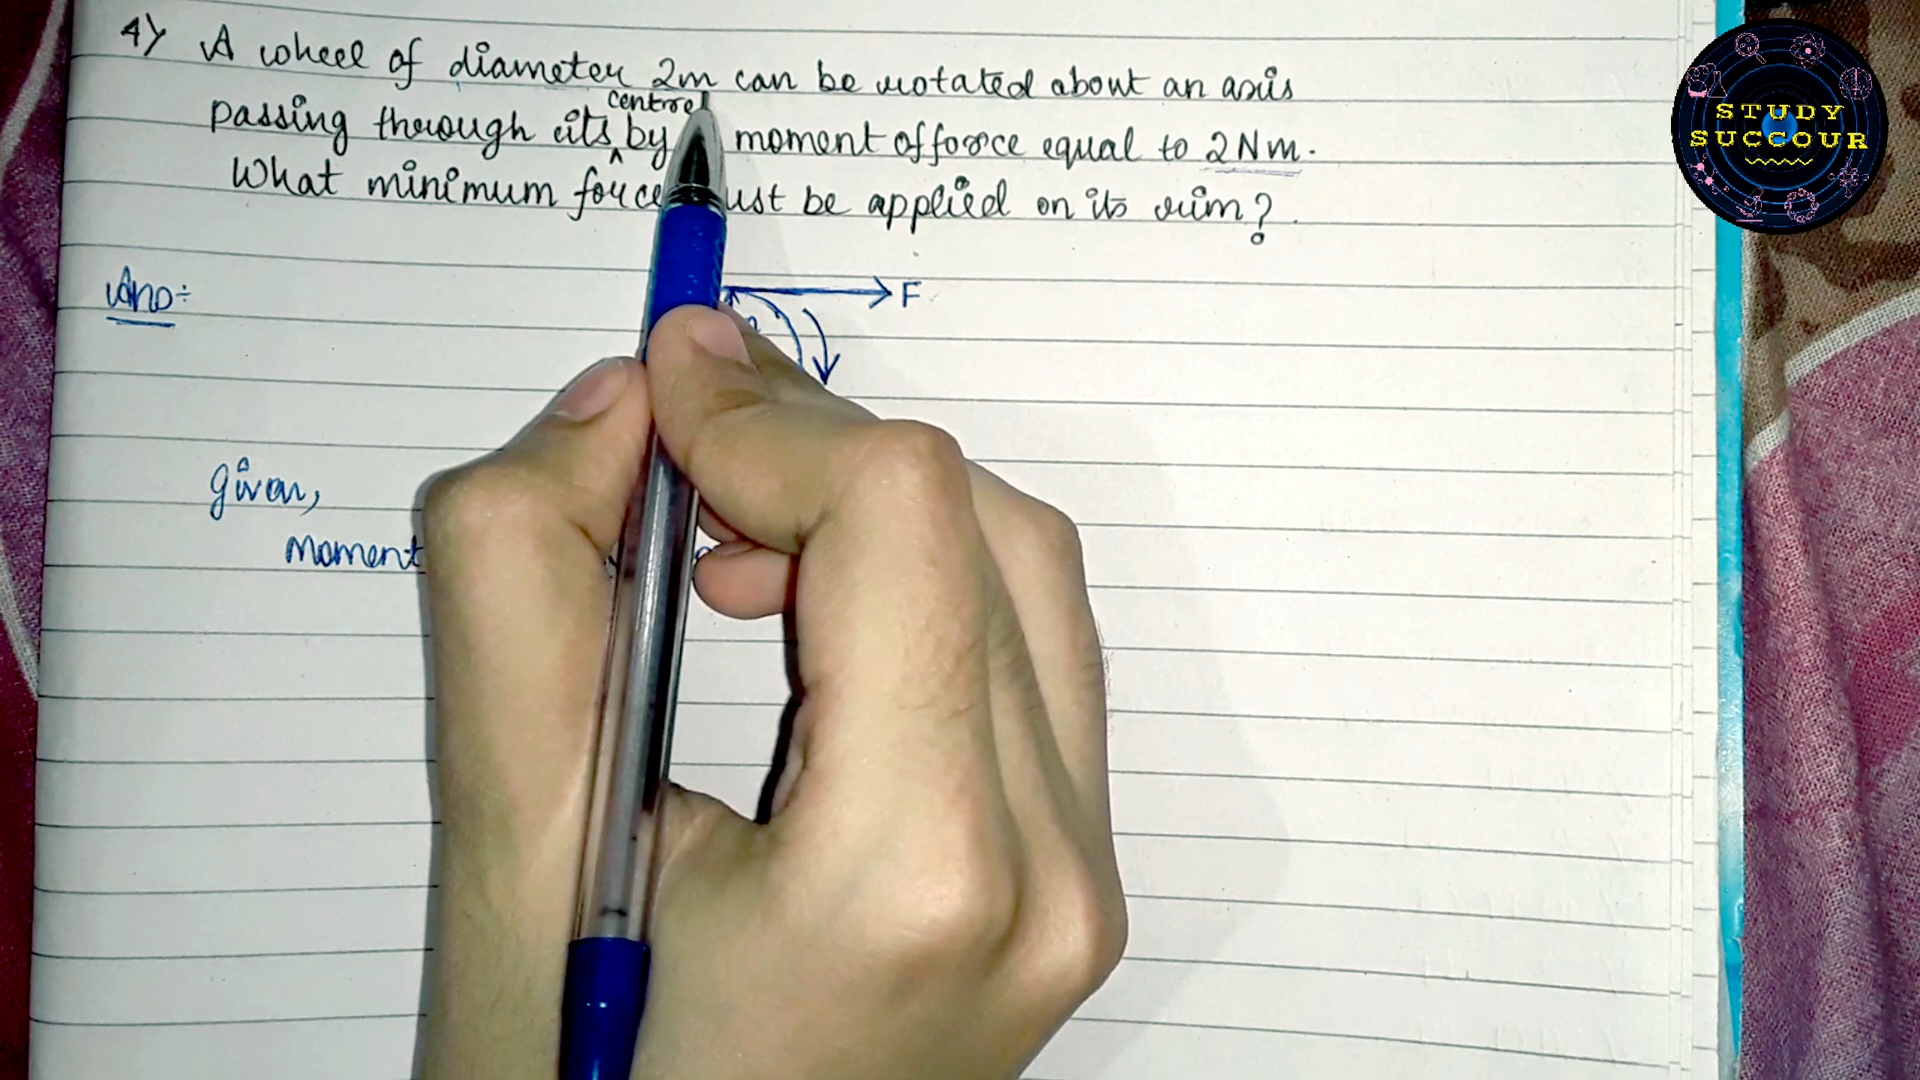 4) A wheel of diameter 2m can be rotated about an axis
centre
passing through its by moment of force equal to 2Nm.
What minimum force be applied on its rim?
Ans:
F
given,
moment
STUDY
SUCCOUR